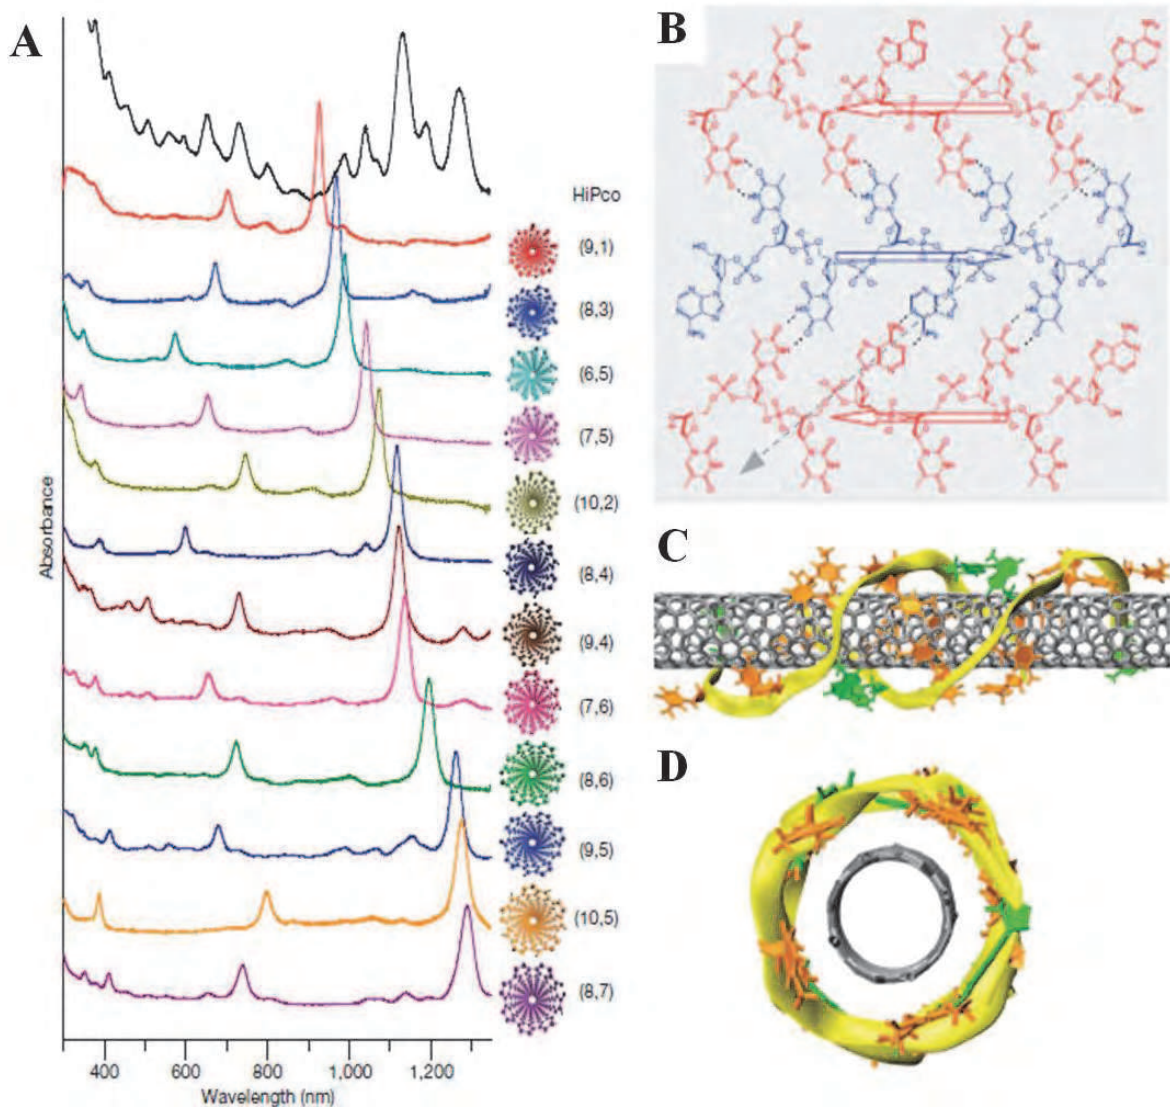 A
B
HiPco
(9,1)
(8,3)
(6,5)
(7,5)
(10,2)
(8,4)
(9,4)
(7,6)
(8,6)
(9,5)
(10,5)
(8,7)
Absorbance
400 600 800 1,000 1,200
Wavelength (nm)
C
D